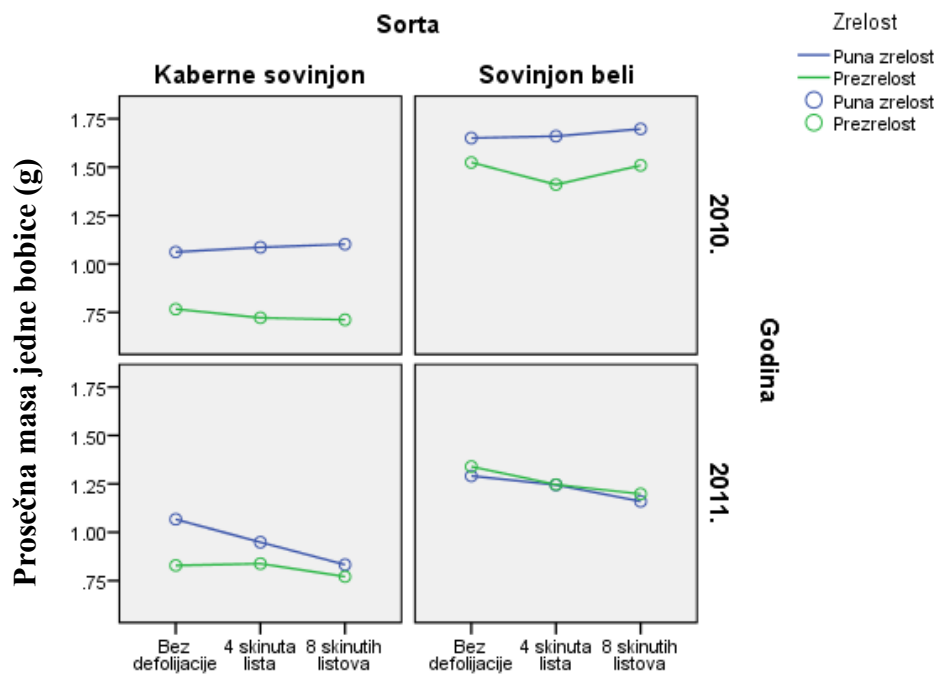 Sorta
Kaberne sovinjon
Sovinjon beli
Zrelost
Puna zrelost
Prezrelost
Puna zrelost
Prezrelost
Prosečna masa jedne bobice (g)
1.75
1.50
1.25
1.00
.75
2010.
1.75
1.50
1.25
1.00
.75
2011.
Godina
Bez
defolijacije
4 skinuta
lista
8 skinutih
listova
Bez
defolijacije
4 skinuta
lista
8 skinutih
listova